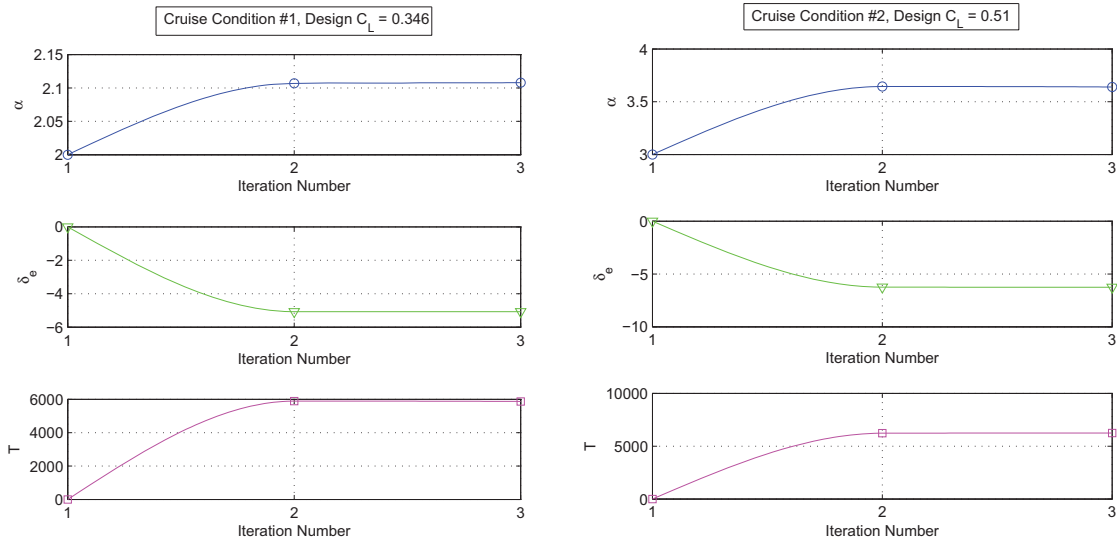 Cruise Condition #1, Design C_L = 0.346
2.15
2.1
2.05
2
α
1
2
3
Iteration Number
0
−2
−4
−6
δ_e
1
2
3
Iteration Number
6000
4000
2000
0
T
1
2
3
Iteration Number
Cruise Condition #2, Design C_L = 0.51
4
3.5
3
α
1
2
3
Iteration Number
0
−5
−10
δ_e
1
2
3
Iteration Number
10000
5000
0
T
1
2
3
Iteration Number